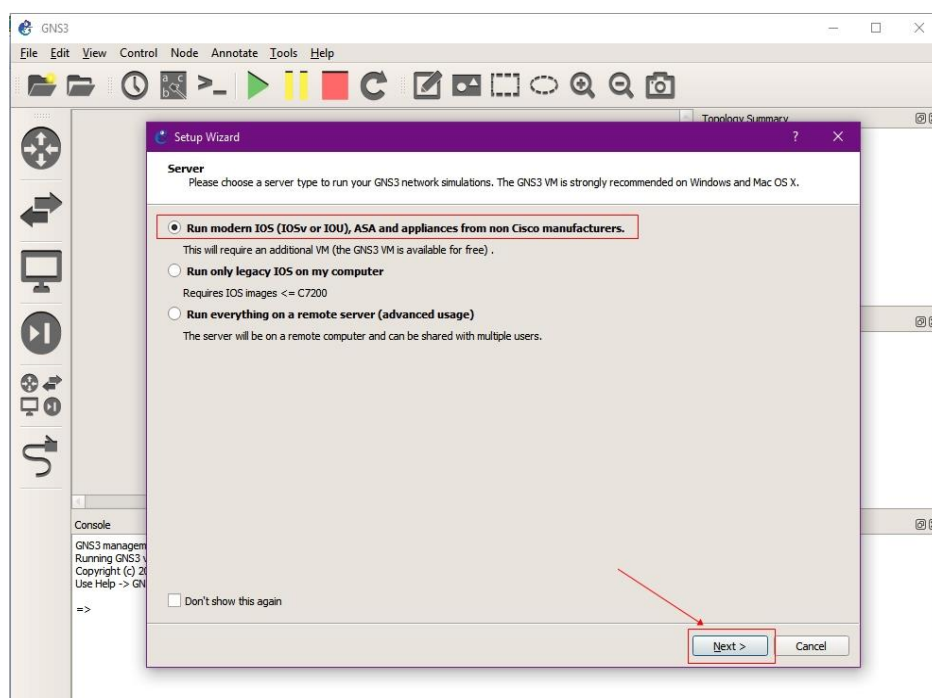 GNS3
File Edit View Control Node Annotate Tools Help
Topology Summary
Setup Wizard
Server
Please choose a server type to run your GNS3 network simulations. The GNS3 VM is strongly recommended on Windows and Mac OS X.
Run modern IOS (IOSv or IOU), ASA and appliances from non Cisco manufacturers.
This will require an additional VM (the GNS3 VM is available for free) .
Run only legacy IOS on my computer
Requires IOS images <= C7200
Run everything on a remote server (advanced usage)
The server will be on a remote computer and can be shared with multiple users.
Don't show this again
Next >
Cancel
Console
GNS3 managem
Running GNS3 v
Copyright (c) 20
Use Help -> GN
=>